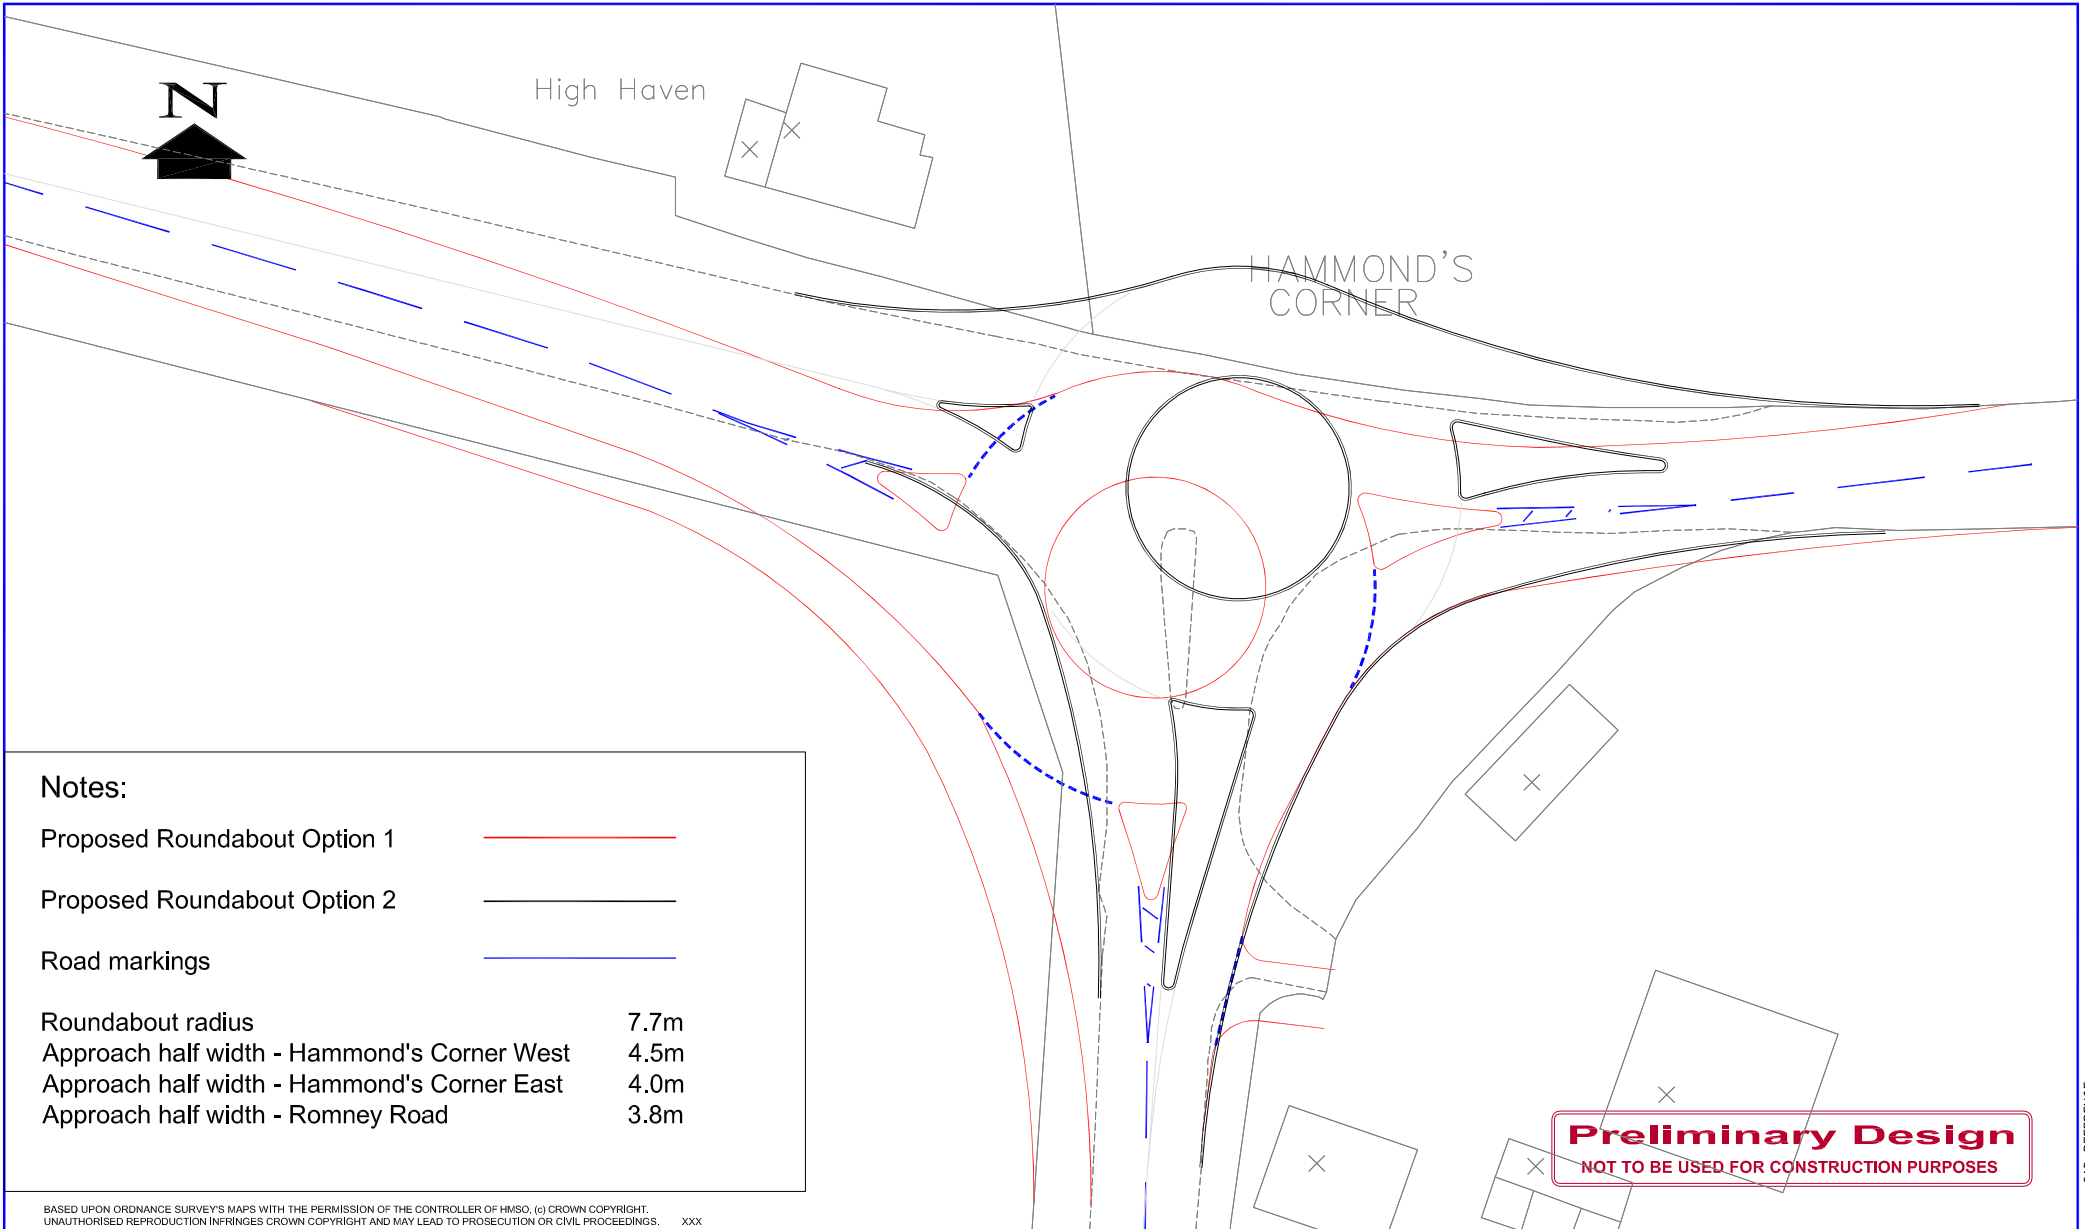 N
High Haven
HAMMOND'S
CORNER
Notes:
Proposed Roundabout Option 1
Proposed Roundabout Option 2
Road markings
Roundabout radius 7.7m
Approach half width - Hammond's Corner West 4.5m
Approach half width - Hammond's Corner East 4.0m
Approach half width - Romney Road 3.8m
Preliminary Design
NOT TO BE USED FOR CONSTRUCTION PURPOSES
BASED UPON ORDNANCE SURVEY'S MAPS WITH THE PERMISSION OF THE CONTROLLER OF HMSO, (c) CROWN COPYRIGHT.
UNAUTHORISED REPRODUCTION INFRINGES CROWN COPYRIGHT AND MAY LEAD TO PROSECUTION OR CIVIL PROCEEDINGS. XXX